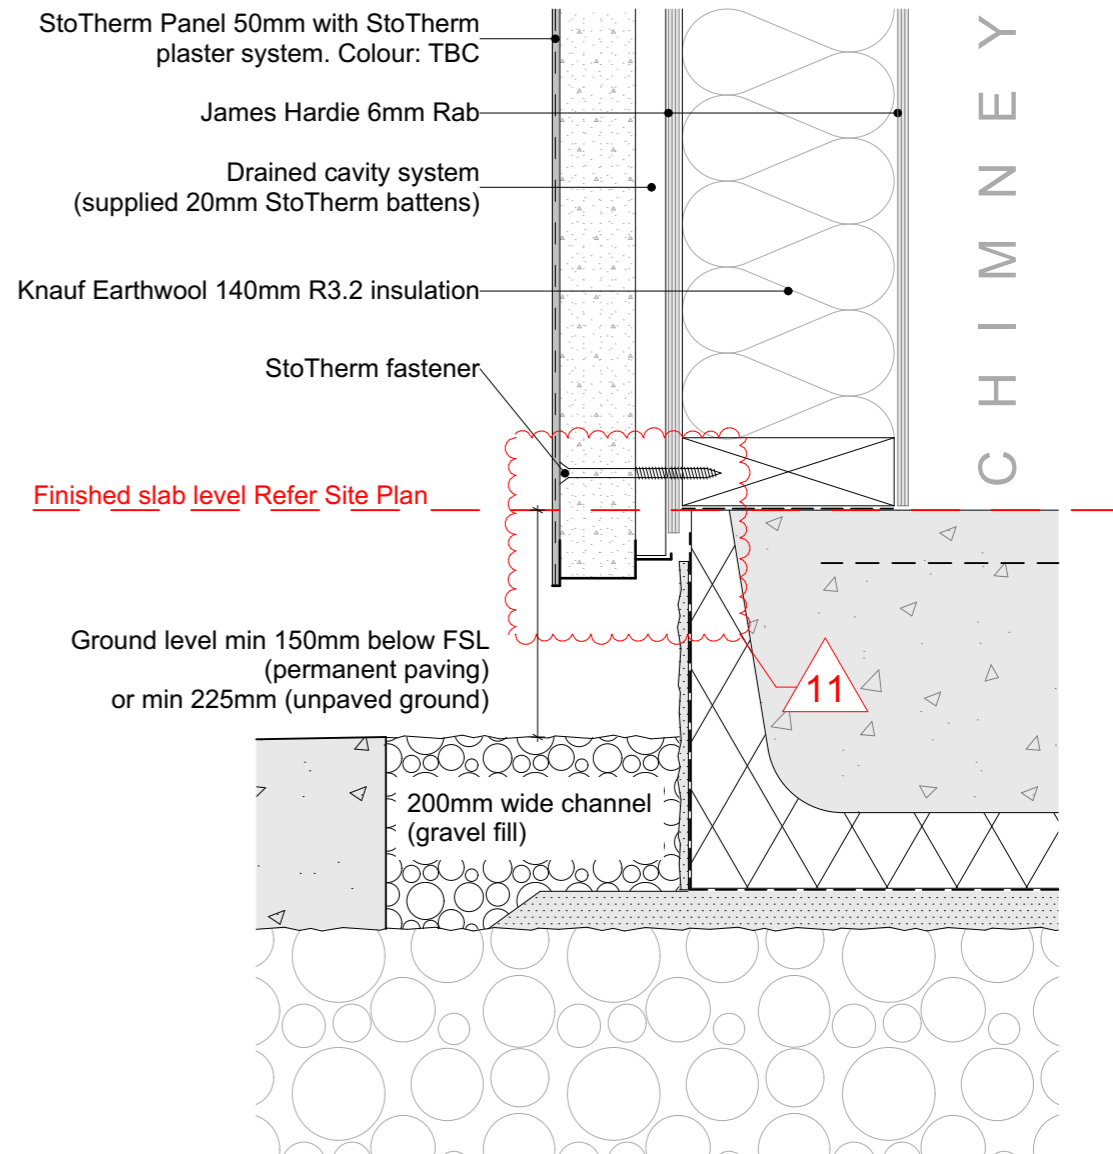 StoTherm Panel 50mm with StoTherm
plaster system. Colour: TBC
James Hardie 6mm Rab
Drained cavity system
(supplied 20mm StoTherm battens)
Knauf Earthwool 140mm R3.2 insulation
StoTherm fastener
Finished slab level Refer Site Plan
Ground level min 150mm below FSL
(permanent paving)
or min 225mm (unpaved ground)
200mm wide channel
(gravel fill)
11
CHIMNEY